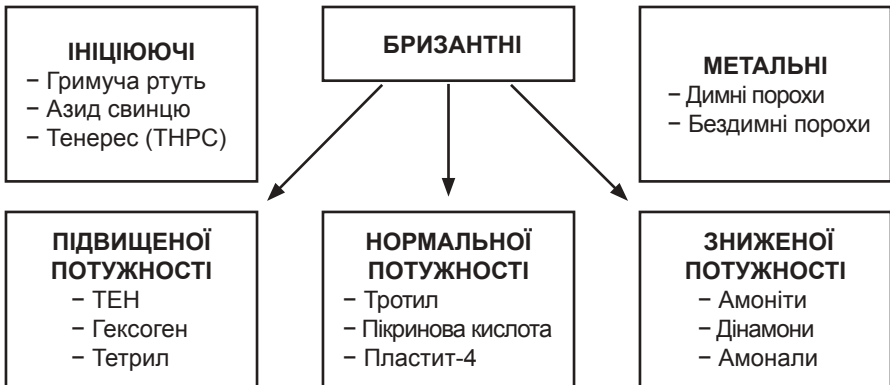 ІНІЦІЮЮЧІ
− Гримуча ртуть
− Азид свинцю
− Тенерес (ТНРС)
БРИЗАНТНІ
МЕТАЛЬНІ
− Димні порохи
− Бездимні порохи
ПІДВИЩЕНОЇ
ПОТУЖНОСТІ
− ТЕН
− Гексоген
− Тетрил
НОРМАЛЬНОЇ
ПОТУЖНОСТІ
− Тротил
− Пікринова кислота
− Пластит-4
ЗНИЖЕНОЇ
ПОТУЖНОСТІ
− Амоніти
− Дінамони
− Амонали